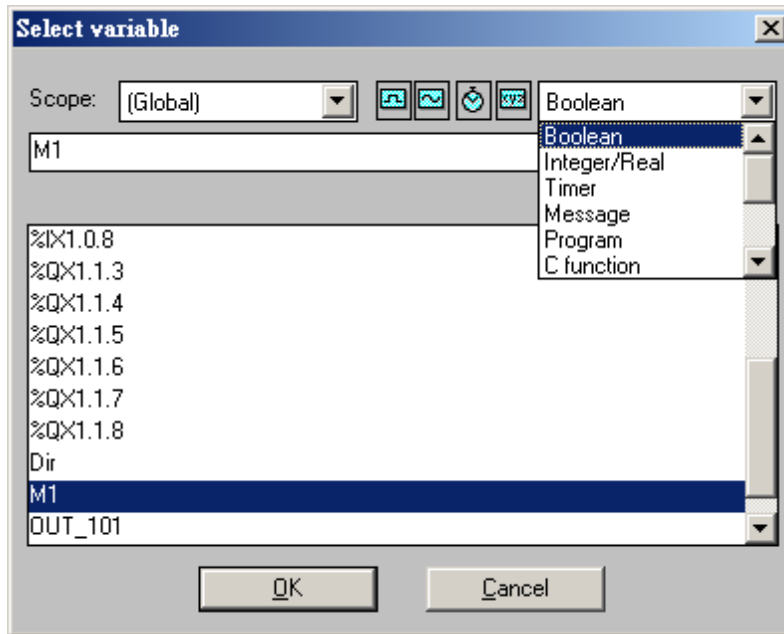 Select variable
Scope: (Global) xyz Boolean
M1
Boolean
Integer/Real
Timer
Message
Program
C function
%IX1.0.8
%QX1.1.3
%QX1.1.4
%QX1.1.5
%QX1.1.6
%QX1.1.7
%QX1.1.8
Dir
M1
OUT_101
OK Cancel